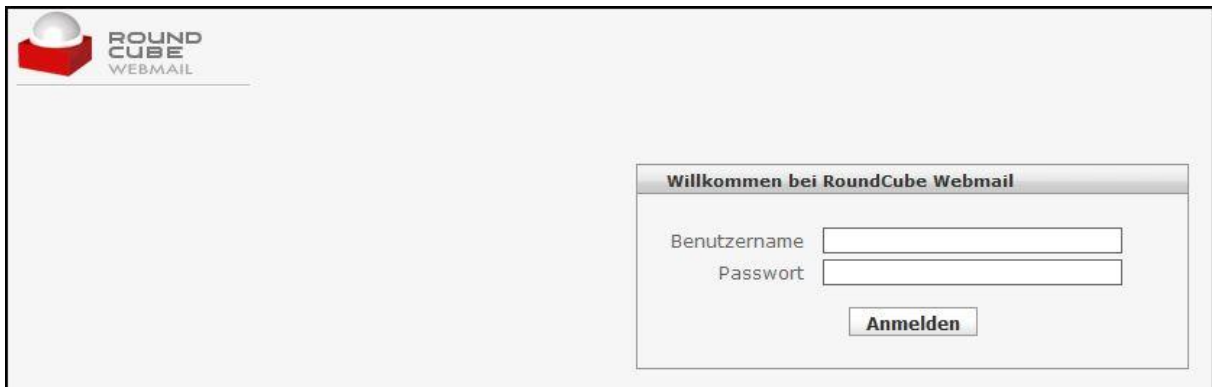 ROUND
CUBE
WEBMAIL
Willkommen bei RoundCube Webmail
Benutzername
Passwort
Anmelden